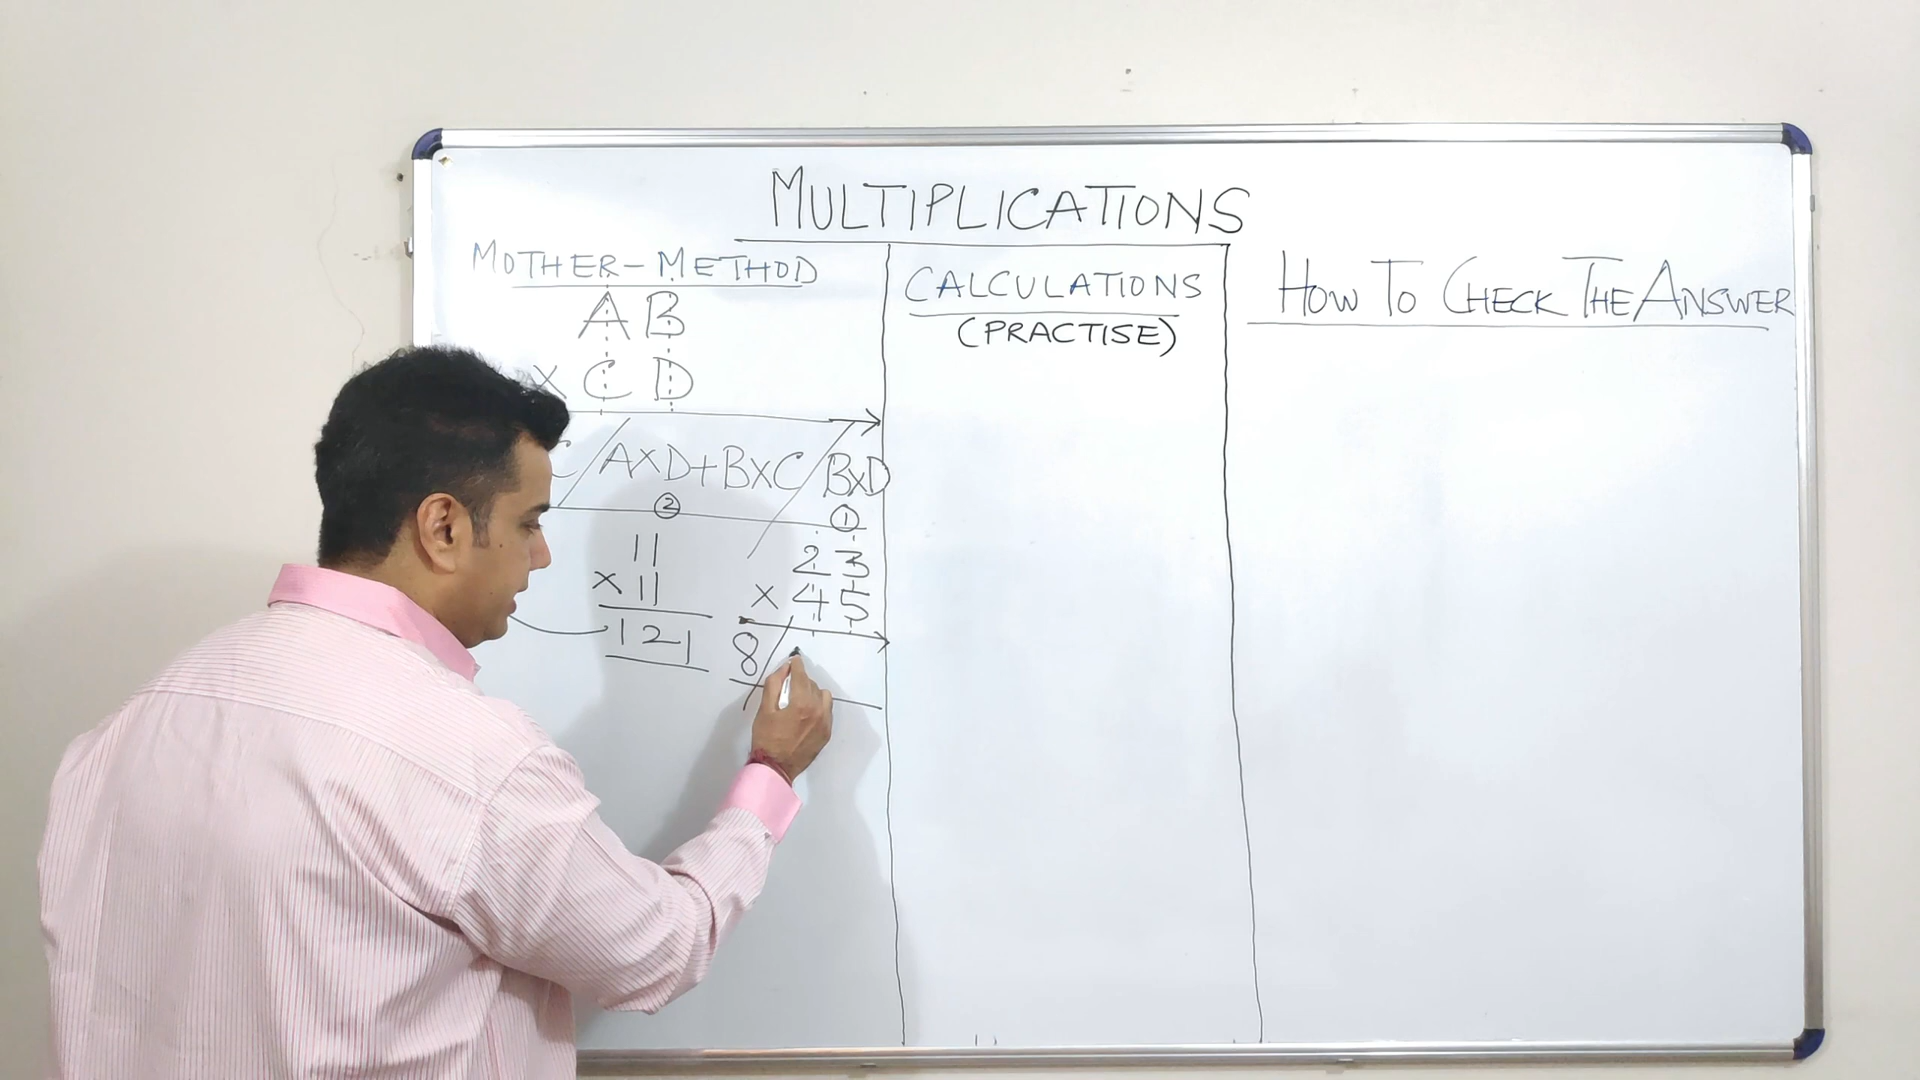 MULTIPLICATIONS
MOTHER-METHOD
A B
X C D
C / AXD+BXC / BXD
② ①
11
X 11
121
23
X 45
8 /
CALCULATIONS
(PRACTISE)
HOW TO CHECK THE ANSWER